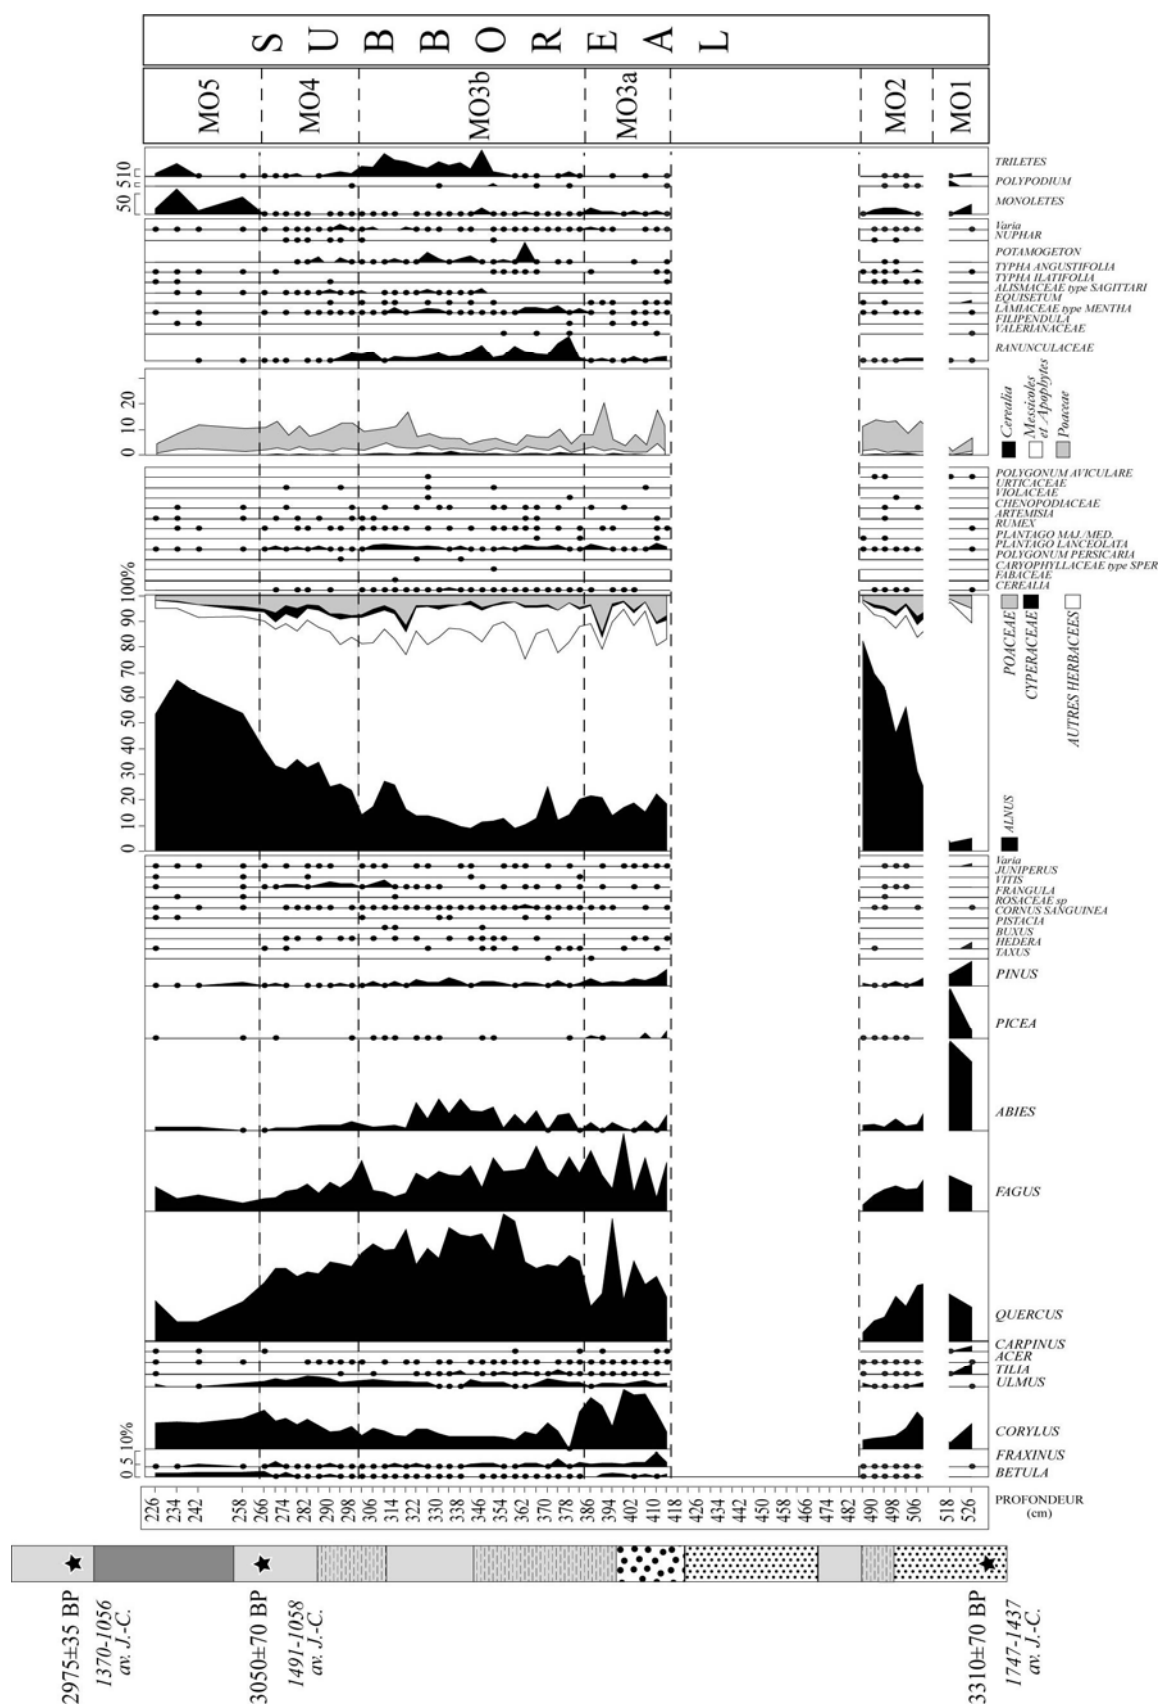 S U B B O R E A L
MO5
MO4
MO3b
MO3a
MO2
MO1
50 5 5 10
TRILETES
POLYPODIUM
MONOLETES
Varia
NUPHAR
POTAMOGETON
TYPHA ANGUSTIFOLIA
TYPHA lLATIFOLIA
ALISMACEAE type SAGITTARI
EQUISETUM
LAMIACEAE type MENTHA
FILIPENDULA
VALERIANACEAE
RANUNCULACEAE
0 10 20
Cerealia
Messicoles
et Apophytes
Poaceae
POLYGONUM AVICULARE
URTICACEAE
VIOLACEAE
CHENOPODIACEAE
ARTEMISIA
RUMEX
PLANTAGO MAJ./MED.
PLANTAGO LANCEOLATA
POLYGONUM PERSICARIA
CARYOPHYLLACEAE type SPER
FABACEAE
CEREALIA
0 10 20 30 40 50 60 70 80 90 100%
POACEAE
CYPERACEAE
AUTRES HERBACEES
ALNUS
Varia
JUNIPERUS
VITIS
FRANGULA
ROSACEAE sp
CORNUS SANGUINEA
PISTACIA
BUXUS
HEDERA
TAXUS
PINUS
PICEA
ABIES
FAGUS
QUERCUS
CARPINUS
ACER
TILIA
ULMUS
CORYLUS
FRAXINUS
BETULA
0 5 10%
226 234 242 258 266 274 282 290 298 306 314 322 330 338 346 354 362 370 378 386 394 402 410 418 426 434 442 450 458 466 474 482 490 498 506 518 526
PROFONDEUR
(cm)
2975±35 BP
1370-1056
av. J.-C.
3050±70 BP
1491-1058
av. J.-C.
3310±70 BP
1747-1437
av. J.-C.